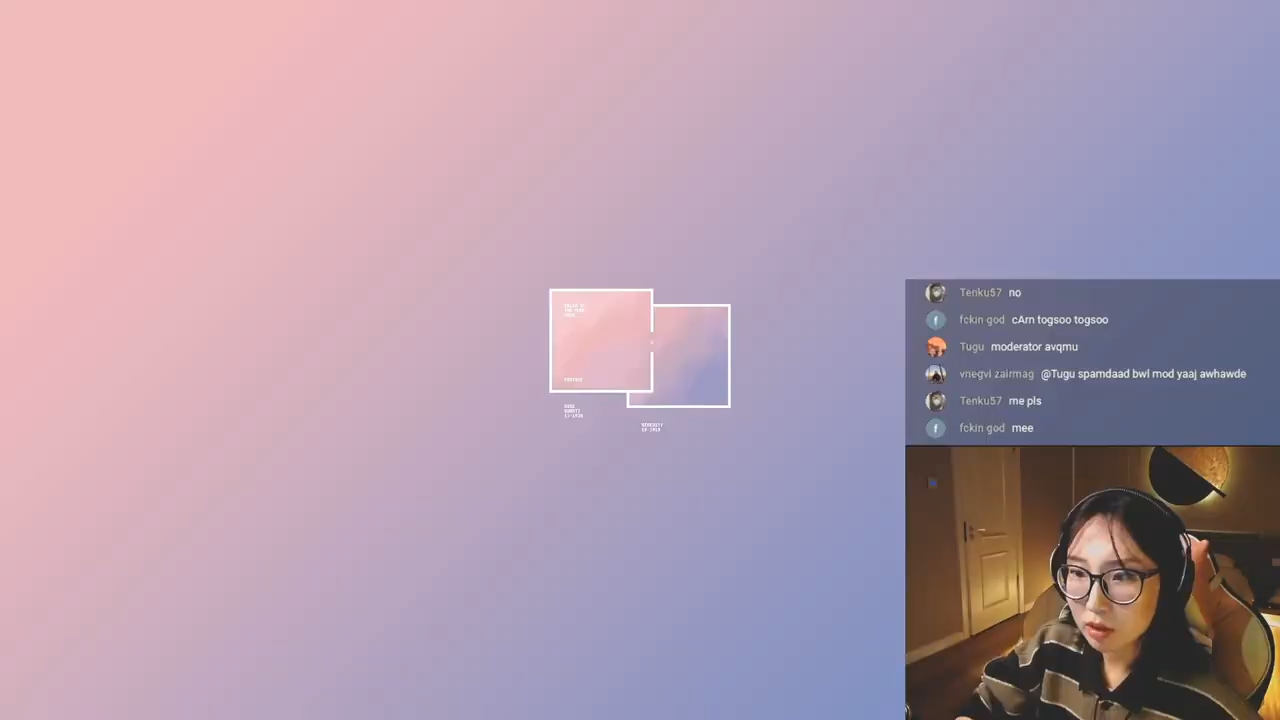 Tenku57 no
fckin god cArn togsoo togsoo
Tugu moderator avqmu
vnegvi zairmag @Tugu spamdaad bwl mod yaaj awhawde
Tenku57 me pls
f fckin god mee